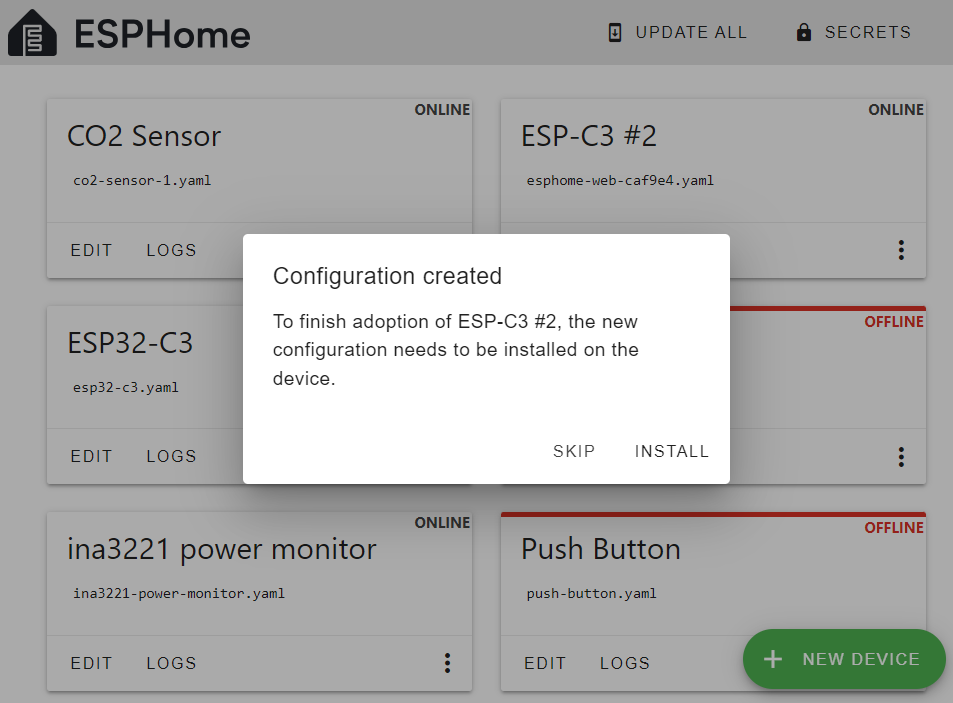 ESPHome
UPDATE ALL
SECRETS
ONLINE
CO2 Sensor
co2-sensor-1.yaml
EDIT
LOGS
ONLINE
ESP-C3 #2
esphome-web-caf9e4.yaml
Configuration created
To finish adoption of ESP-C3 #2, the new
configuration needs to be installed on the
device.
SKIP
INSTALL
ESP32-C3
esp32-c3.yaml
EDIT
LOGS
OFFLINE
ONLINE
ina3221 power monitor
ina3221-power-monitor.yaml
EDIT
LOGS
OFFLINE
Push Button
push-button.yaml
EDIT
LOGS
NEW DEVICE